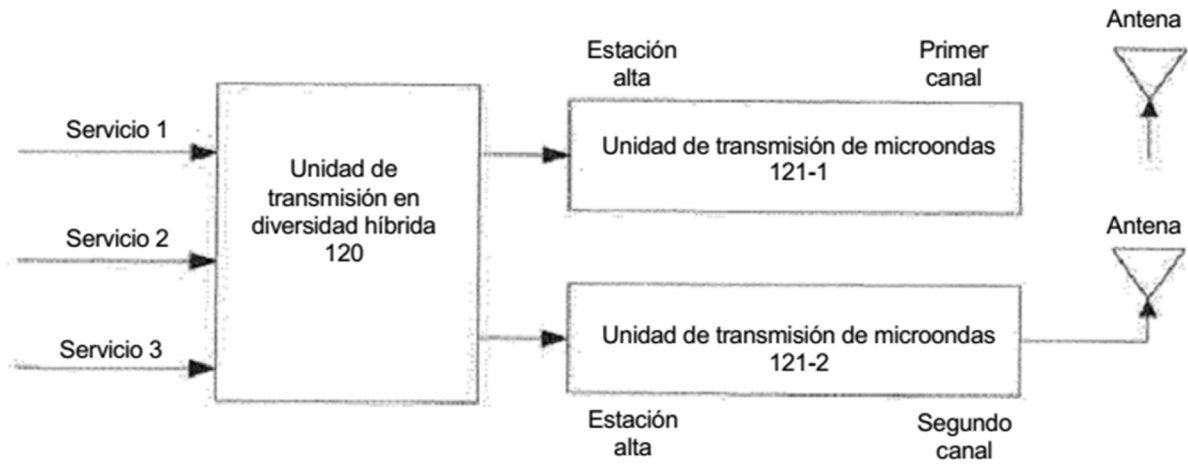 Antena
Estación
alta
Primer
canal
Servicio 1
Unidad de
transmisión en
diversidad híbrida
120
Unidad de transmisión de microondas
121-1
Servicio 2
Antena
Servicio 3
Unidad de transmisión de microondas
121-2
Estación
alta
Segundo
canal